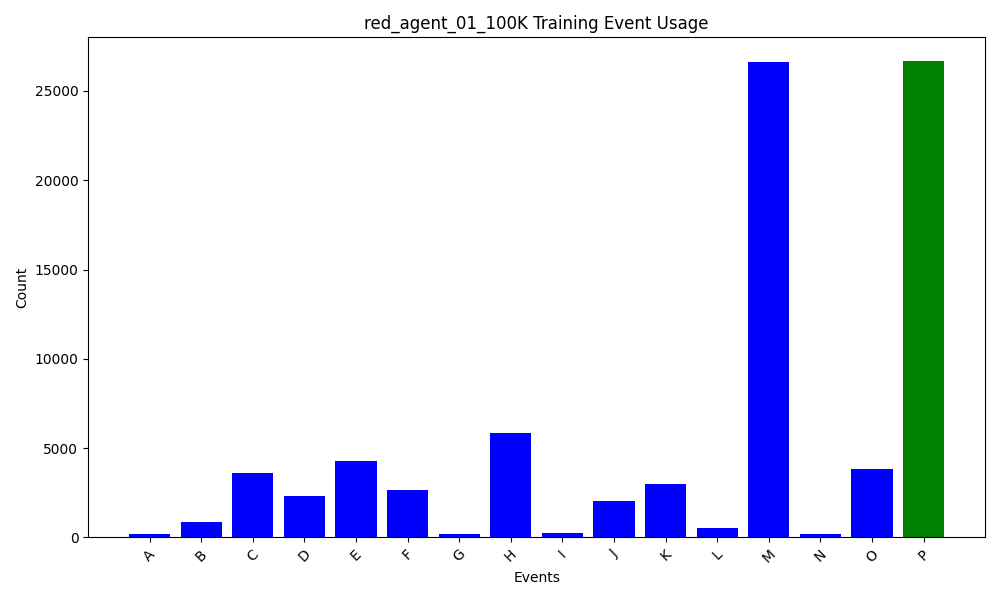 red_agent_01_100K Training Event Usage
Count
25000
20000
15000
10000
5000
0
A B C D E F G H I J K L M N O P
Events